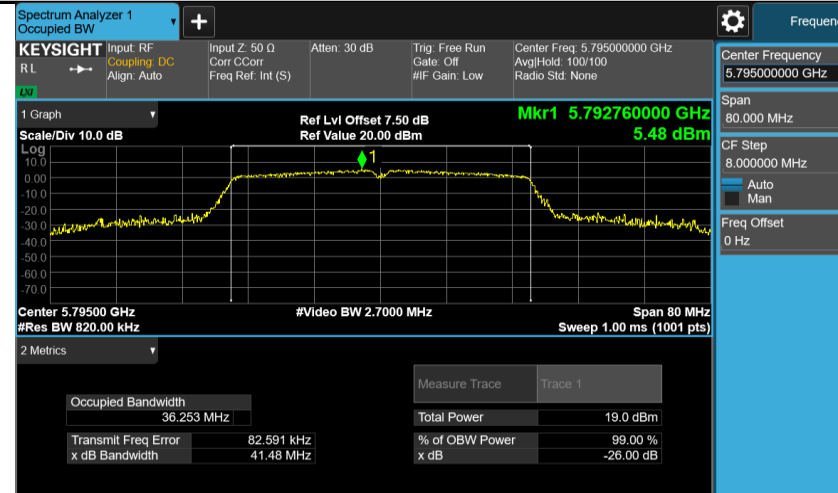 Spectrum Analyzer 1
Occupied BW
+
Frequen
KEYSIGHT
RL
LXI
Input: RF
Coupling: DC
Align: Auto
Input Z: 50 Ω
Corr CCorr
Freq Ref: Int (S)
Atten: 30 dB
Trig: Free Run
Gate: Off
#IF Gain: Low
Center Freq: 5.795000000 GHz
Avg|Hold: 100/100
Radio Std: None
Center Frequency
5.795000000 GHz
Span
80.000 MHz
CF Step
8.000000 MHz
Auto
Man
Freq Offset
0 Hz
1 Graph
Scale/Div 10.0 dB
Ref Lvl Offset 7.50 dB
Ref Value 20.00 dBm
Mkr1 5.792760000 GHz
5.48 dBm
Log
10.0
0.00
-10.0
-20.0
-30.0
-40.0
-50.0
-60.0
-70.0
1
Center 5.79500 GHz
#Res BW 820.00 kHz
#Video BW 2.7000 MHz
Span 80 MHz
Sweep 1.00 ms (1001 pts)
2 Metrics
Measure Trace
Trace 1
Occupied Bandwidth
36.253 MHz
Total Power
19.0 dBm
Transmit Freq Error
82.591 kHz
% of OBW Power
99.00 %
x dB Bandwidth
41.48 MHz
x dB
-26.00 dB